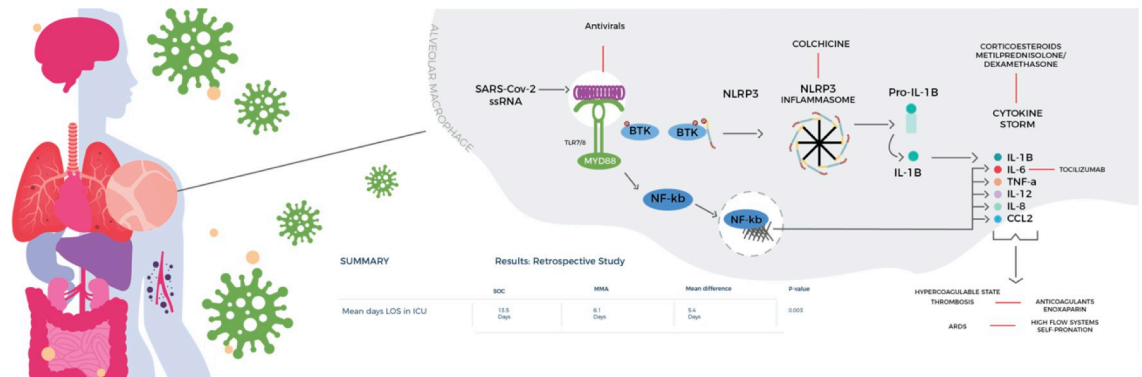 ALVEOLAR MACROPHAGE
Antivirals
SARS-Cov-2
ssRNA
TLR7/8
MYD88
BTK
P
BTK
P
P
NLRP3
COLCHICINE
NLRP3
INFLAMMASOME
Pro-IL-1B
IL-1B
CORTICOESTEROIDS
METILPREDNISOLONE/
DEXAMETHASONE
CYTOKINE
STORM
IL-1B
IL-6
TOCILIZUMAB
TNF-a
IL-12
IL-8
CCL2
NF-kb
NF-kb
HYPERCOAGULABLE STATE
THROMBOSIS
ANTICOAGULANTS
ENOXAPARIN
ARDS
HIGH FLOW SYSTEMS
SELF-PRONATION
SUMMARY
Results: Retrospective Study
SOC MMA Mean difference P-value
Mean days LOS in ICU 13.5 8.1 5.4 0.003
Days Days Days